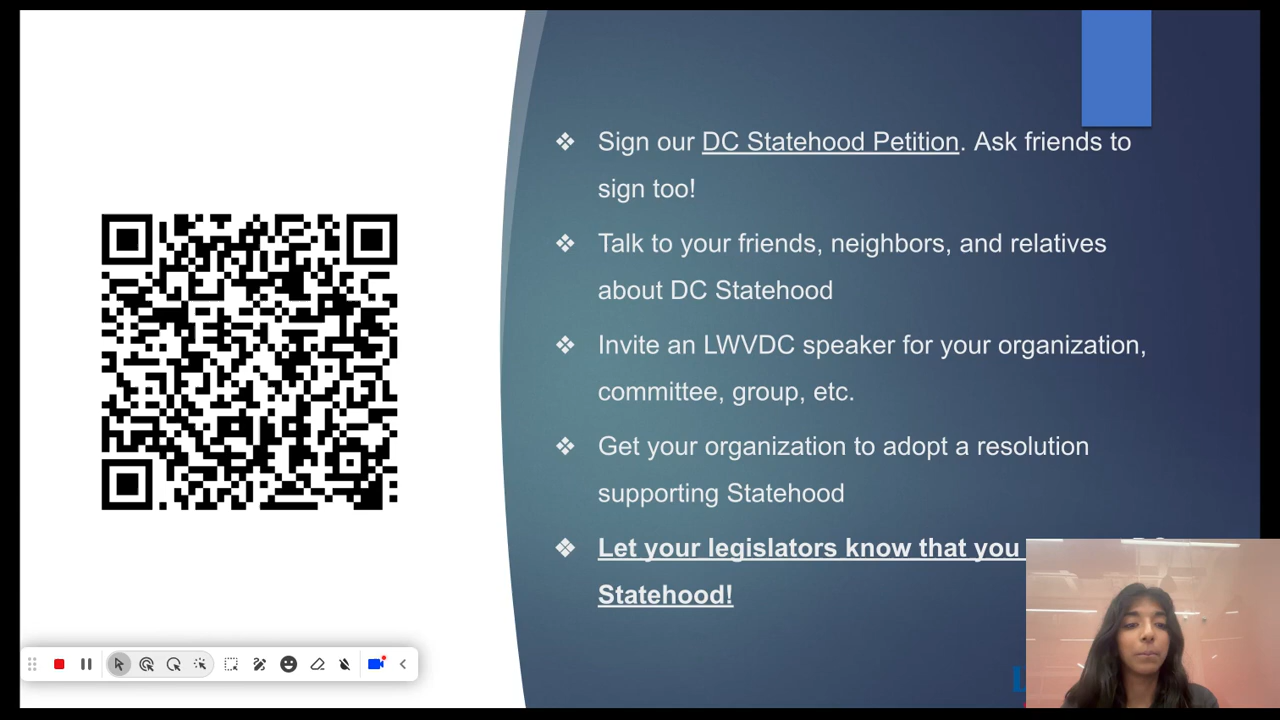 Sign our DC Statehood Petition. Ask friends to
sign too!
Talk to your friends, neighbors, and relatives
about DC Statehood
Invite an LWVDC speaker for your organization,
committee, group, etc.
Get your organization to adopt a resolution
supporting Statehood
Let your legislators know that you
Statehood!